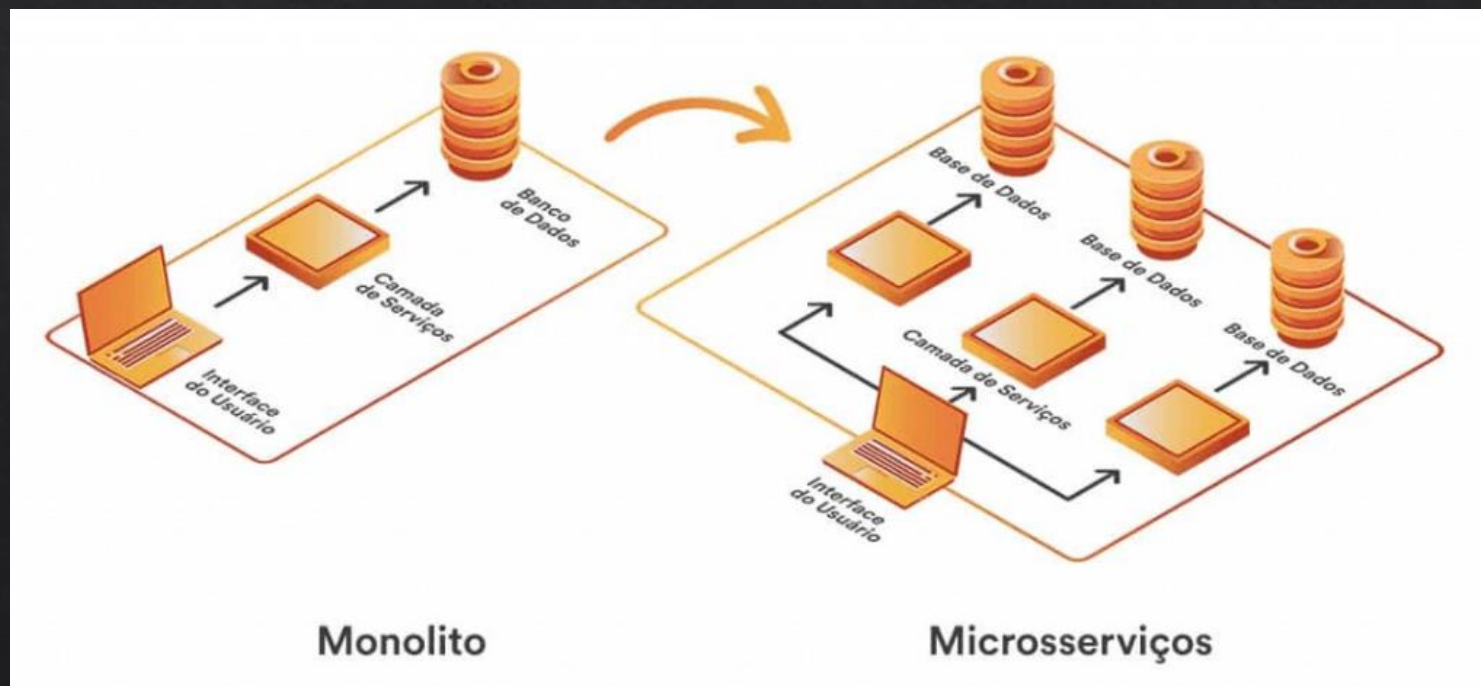 Banco
de Dados
Camada
de Serviços
Interface
do Usuário
Monolito
Base de Dados
Base de Dados
Base de Dados
Camada de Serviços
Interface
do Usuário
Microsserviços